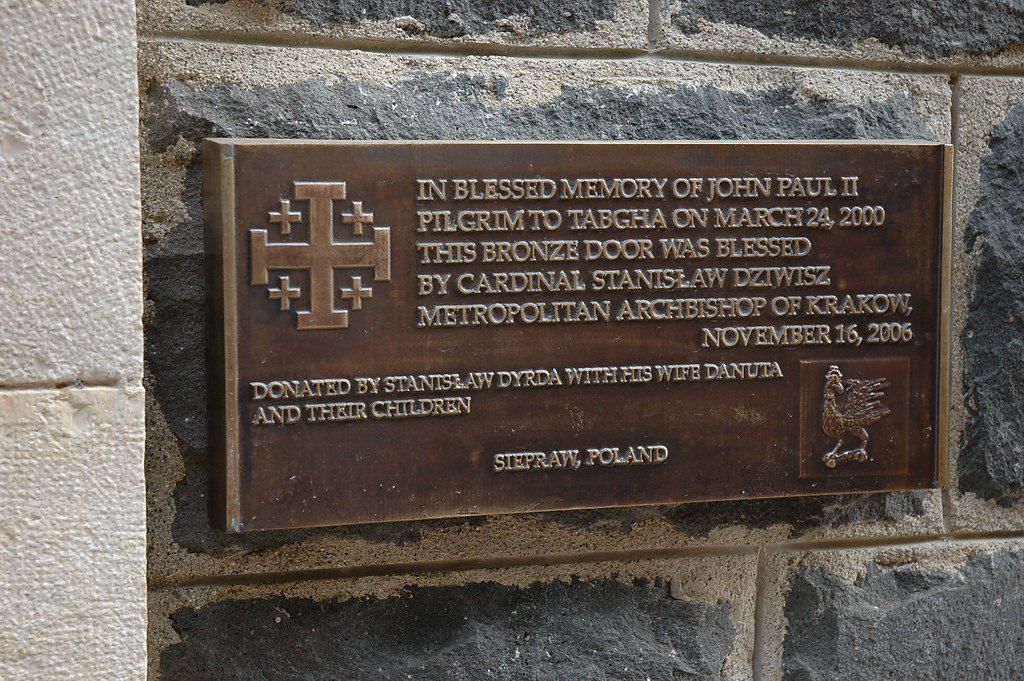 IN BLESSED MEMORY OF JOHN PAUL II
PILGRIM TO TABGHA ON MARCH 24, 2000
THIS BRONZE DOOR WAS BLESSED
BY CARDINAL STANISŁAW DZIWISZ
METROPOLITAN ARCHBISHOP OF KRAKOW,
NOVEMBER 16, 2006
DONATED BY STANISŁAW DYRDA WITH HIS WIFE DANUTA
AND THEIR CHILDREN
SIEPRAW, POLAND